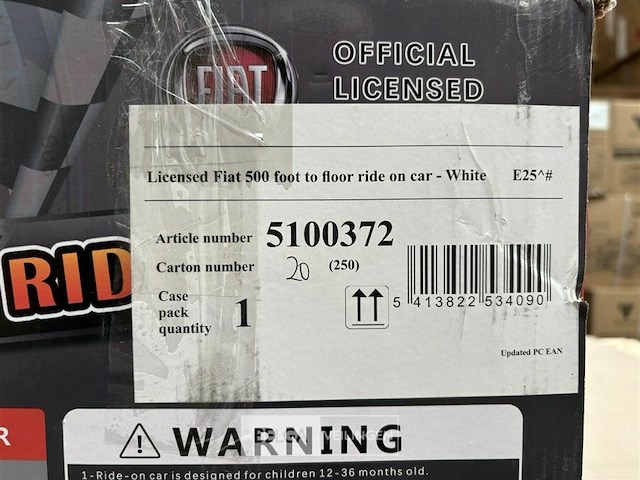 FIAT
OFFICIAL
LICENSED
Licensed Fiat 500 foot to floor ride on car - White E25^#
Article number 5100372
Carton number 20 (250)
Case
pack
quantity 1
5 413822 534090
Updated PC EAN
RID
R
WARNING
1-Ride-on car is designed for children 12-36 months old.